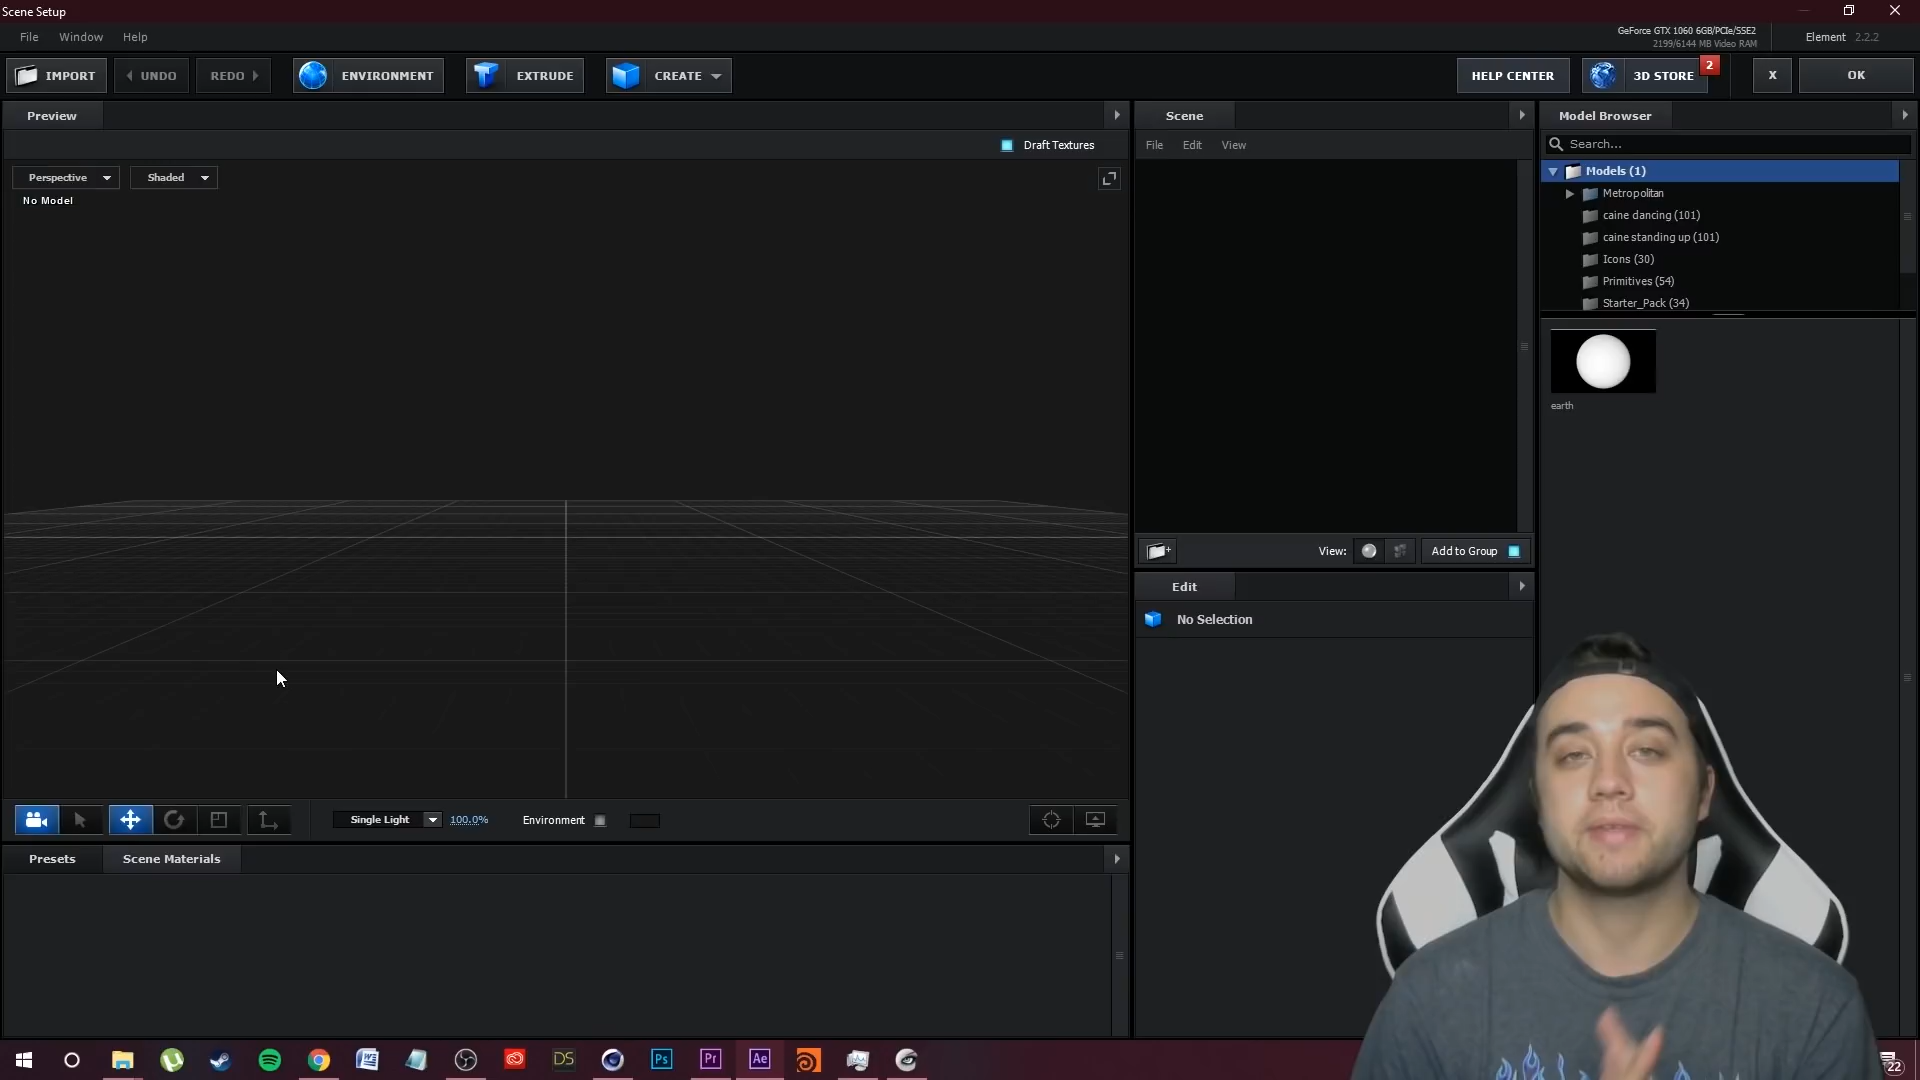 Scene Setup
File Window Help
GeForce GTX 1060 6GB/PCIe/SSE2
2199/6144 MB Video RAM
Element 2.2.2
IMPORT UNDO REDO ENVIRONMENT EXTRUDE CREATE HELP CENTER 3D STORE 2 X OK
Preview
Draft Textures
Perspective Shaded
No Model
Single Light 100.0% Environment
Presets Scene Materials
Scene
File Edit View
View: Add to Group
Edit
No Selection
Model Browser
Search...
Models (1)
Metropolitan
caine dancing (101)
caine standing up (101)
Icons (30)
Primitives (54)
Starter_Pack (34)
earth
DS Ps Pr Ae
22